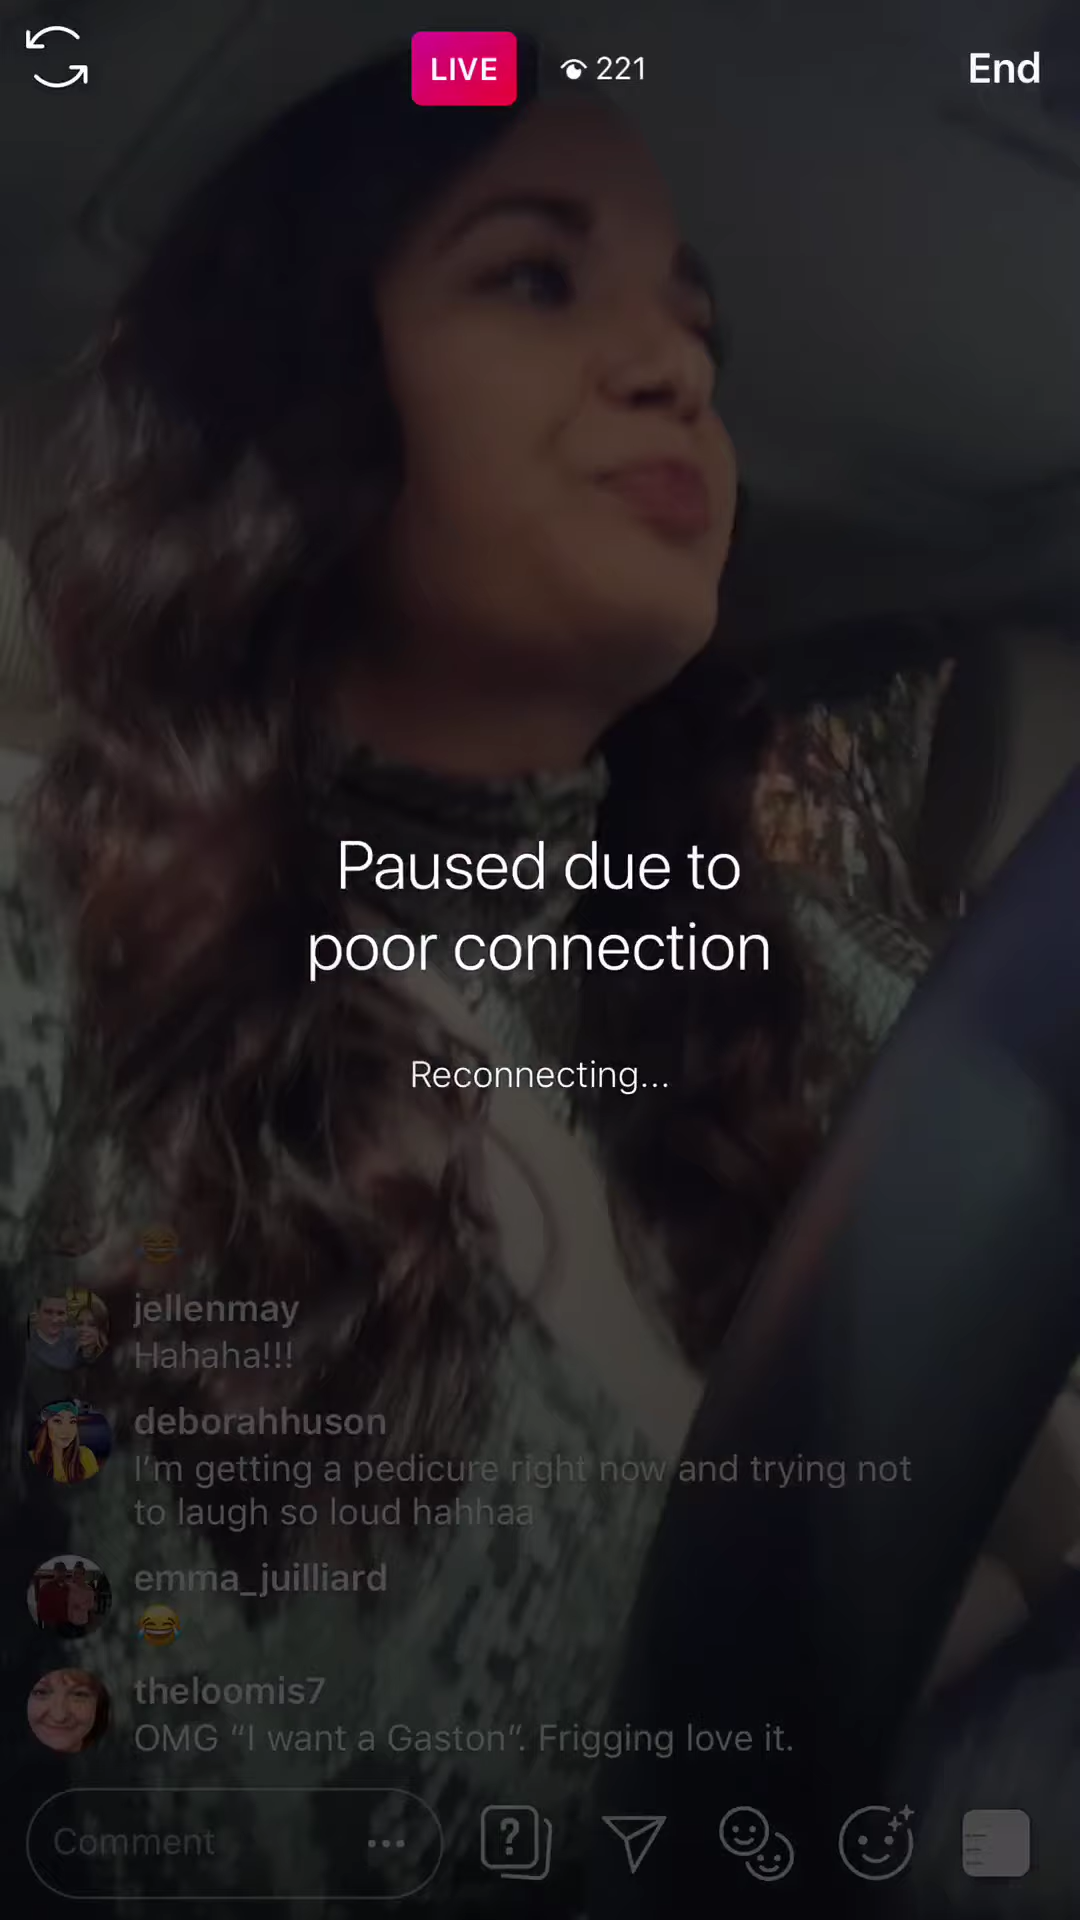 LIVE
221
End
Paused due to
poor connection
Reconnecting...
😂
jellenmay
Hahaha!!!
deborahhuson
I'm getting a pedicure right now and trying not
to laugh so loud hahhaa
emma_juilliard
😂
theloomis7
OMG “I want a Gaston”. Frigging love it.
Comment